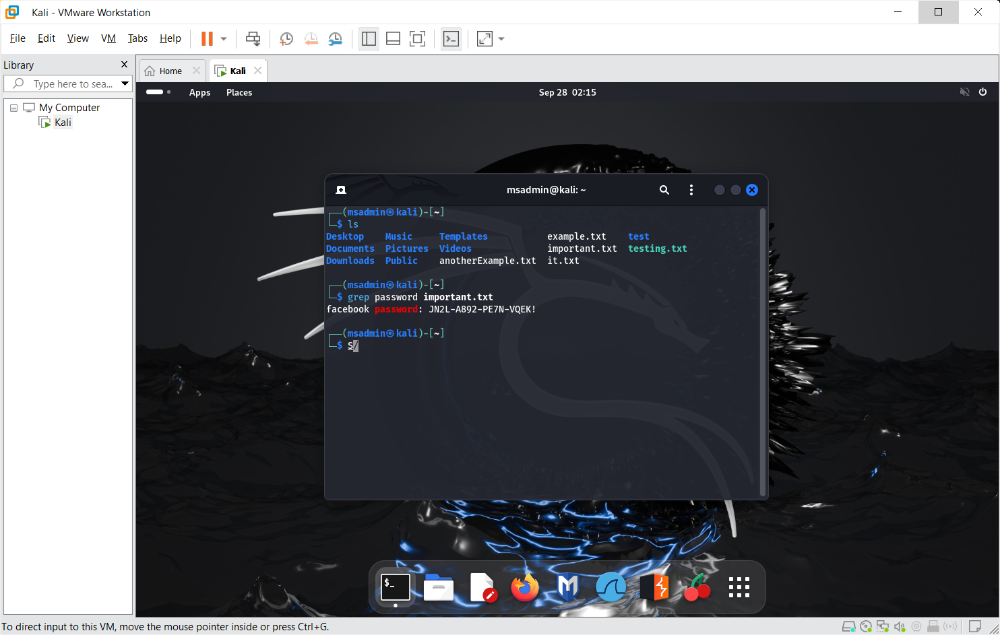 Kali - VMware Workstation
File Edit View VM Tabs Help
Library
Type here to sea...
My Computer
Kali
Home
Kali
Apps Places
Sep 28 02:15
msadmin@kali: ~
(msadmin㉿kali)-[~]
$ ls
Desktop Music Templates example.txt test
Documents Pictures Videos important.txt testing.txt
Downloads Public anotherExample.txt it.txt
(msadmin㉿kali)-[~]
$ grep password important.txt
facebook password: JN2L-A892-PE7N-VQEK!
(msadmin㉿kali)-[~]
$ S/
$_
To direct input to this VM, move the mouse pointer inside or press Ctrl+G.